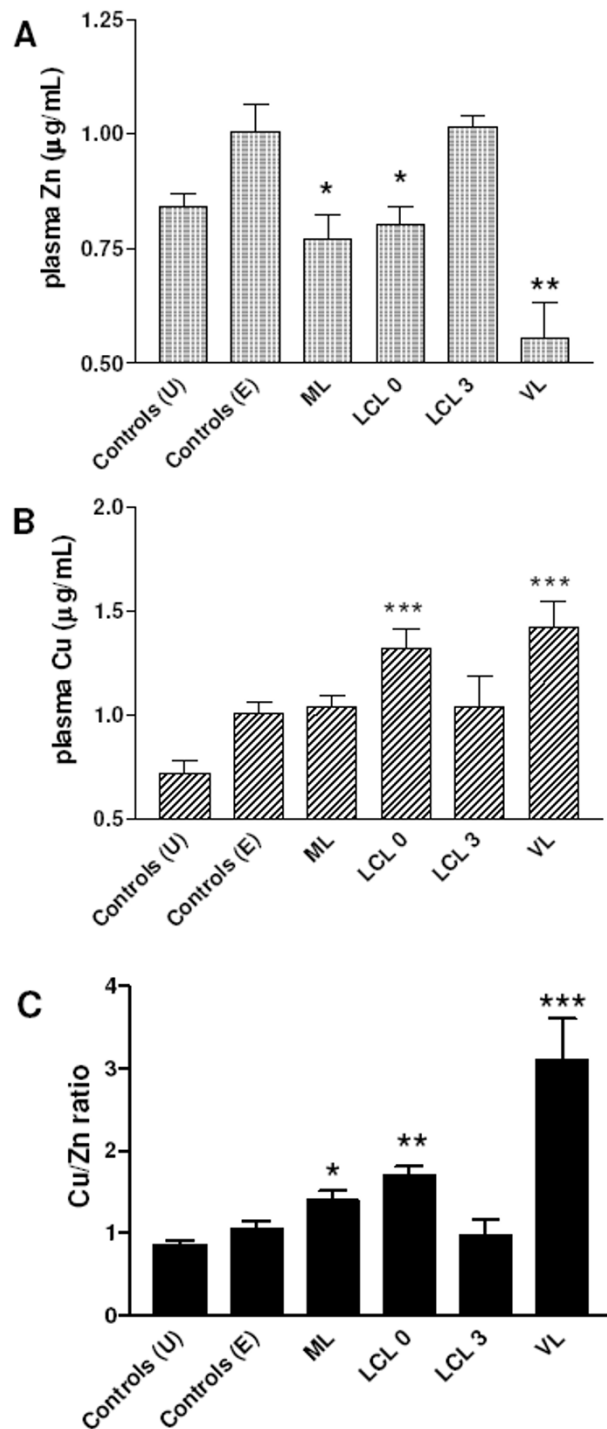 A
plasma Zn (µg/mL)
1.25
1.00
0.75
0.50
*
*
**
Controls (U)
Controls (E)
ML
LCL 0
LCL 3
VL
B
plasma Cu (µg/mL)
2.0
1.5
1.0
0.5
***
***
Controls (U)
Controls (E)
ML
LCL 0
LCL 3
VL
C
Cu/Zn ratio
4
3
2
1
0
*
**
***
Controls (U)
Controls (E)
ML
LCL 0
LCL 3
VL